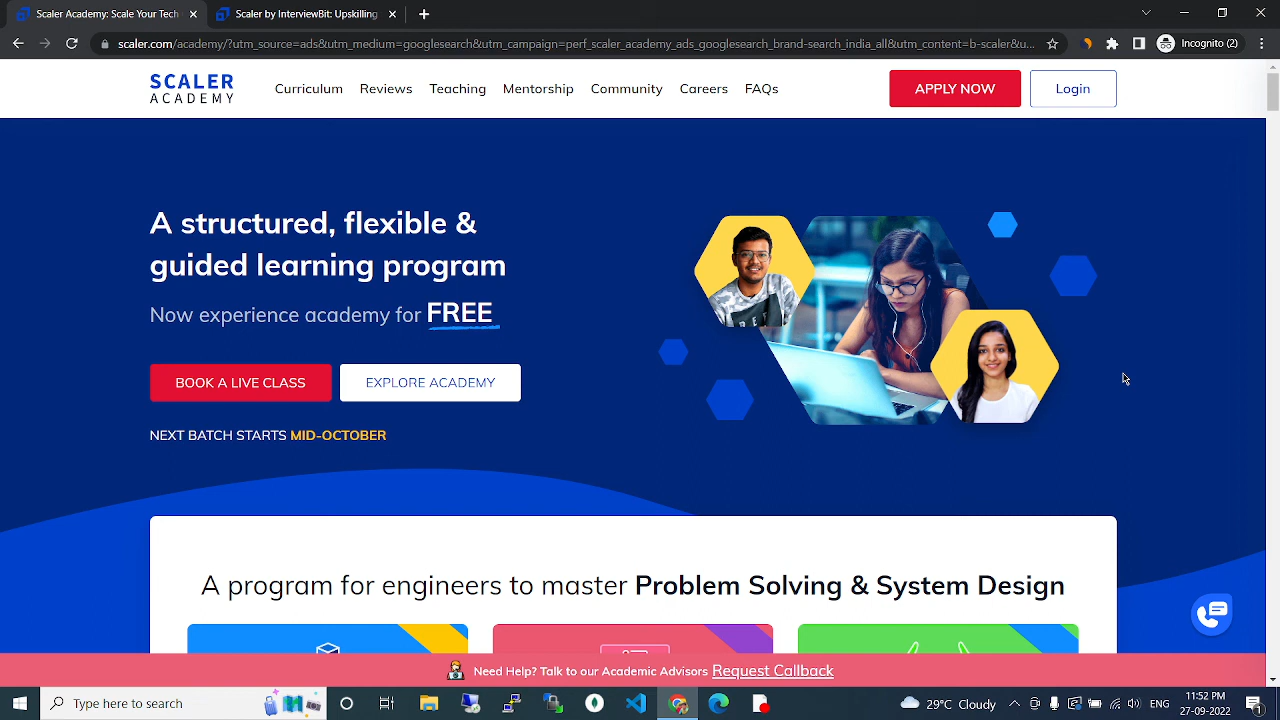 Scaler Academy: Scale Your Tech
Scaler by InterviewBit: Upskilling
scaler.com/academy/?utm_source=ads&utm_campaign=perf_scaler_academy_ads_googlesearch_brand-search_india_all&utm_content=b-scaler&u...
Incognito (2)
SCALER
ACADEMY
Curriculum Reviews Teaching Mentorship Community Careers FAQs
APPLY NOW
Login
A structured, flexible &
guided learning program
Now experience academy for FREE
BOOK A LIVE CLASS
EXPLORE ACADEMY
NEXT BATCH STARTS MID-OCTOBER
A program for engineers to master Problem Solving & System Design
Need Help? Talk to our Academic Advisors Request Callback
Type here to search
29°C Cloudy
ENG
11:52 PM
27-09-2022